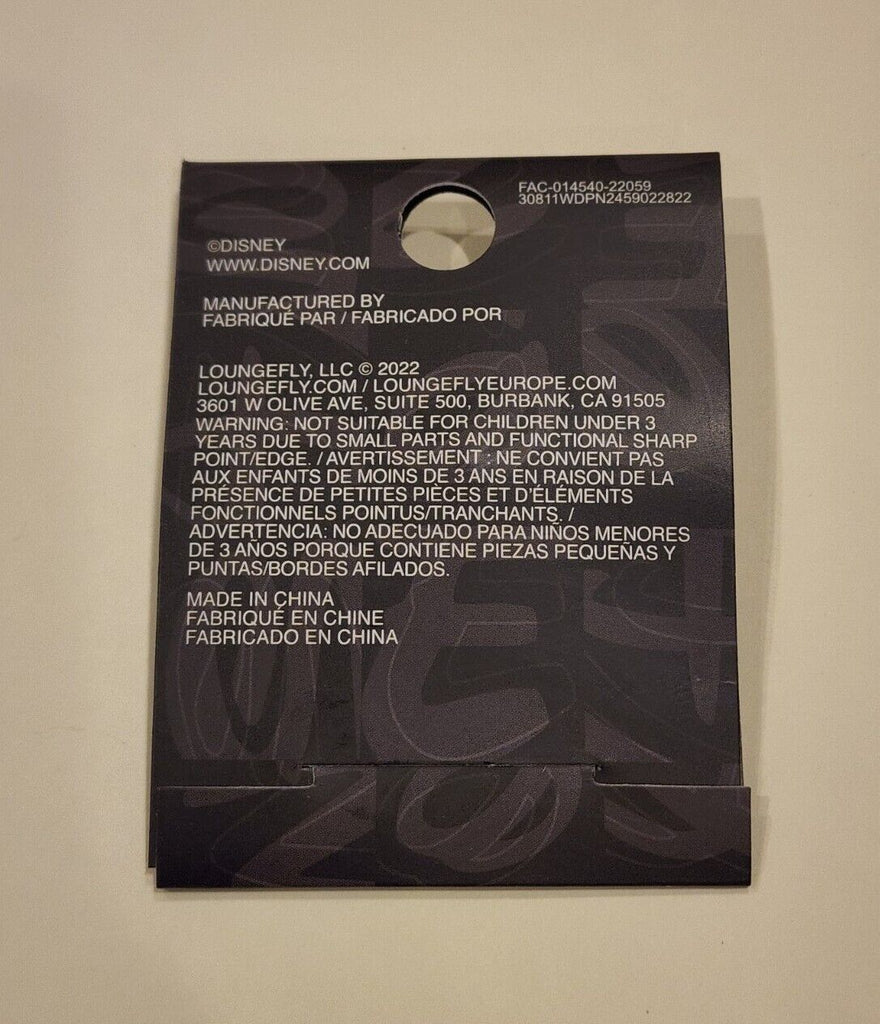 FAC-014540-22059
30811WDPN2459022822
©DISNEY
WWW.DISNEY.COM
MANUFACTURED BY
FABRIQUÉ PAR / FABRICADO POR
LOUNGEFLY, LLC © 2022
LOUNGEFLY.COM / LOUNGEFLYEUROPE.COM
3601 W OLIVE AVE, SUITE 500, BURBANK, CA 91505
WARNING: NOT SUITABLE FOR CHILDREN UNDER 3
YEARS DUE TO SMALL PARTS AND FUNCTIONAL SHARP
POINT/EDGE. / AVERTISSEMENT : NE CONVIENT PAS
AUX ENFANTS DE MOINS DE 3 ANS EN RAISON DE LA
PRÉSENCE DE PETITES PIÈCES ET D'ÉLÉMENTS
FONCTIONNELS POINTUS/TRANCHANTS. /
ADVERTENCIA: NO ADECUADO PARA NIÑOS MENORES
DE 3 AÑOS PORQUE CONTIENE PIEZAS PEQUEÑAS Y
PUNTAS/BORDES AFILADOS.
MADE IN CHINA
FABRIQUÉ EN CHINE
FABRICADO EN CHINA